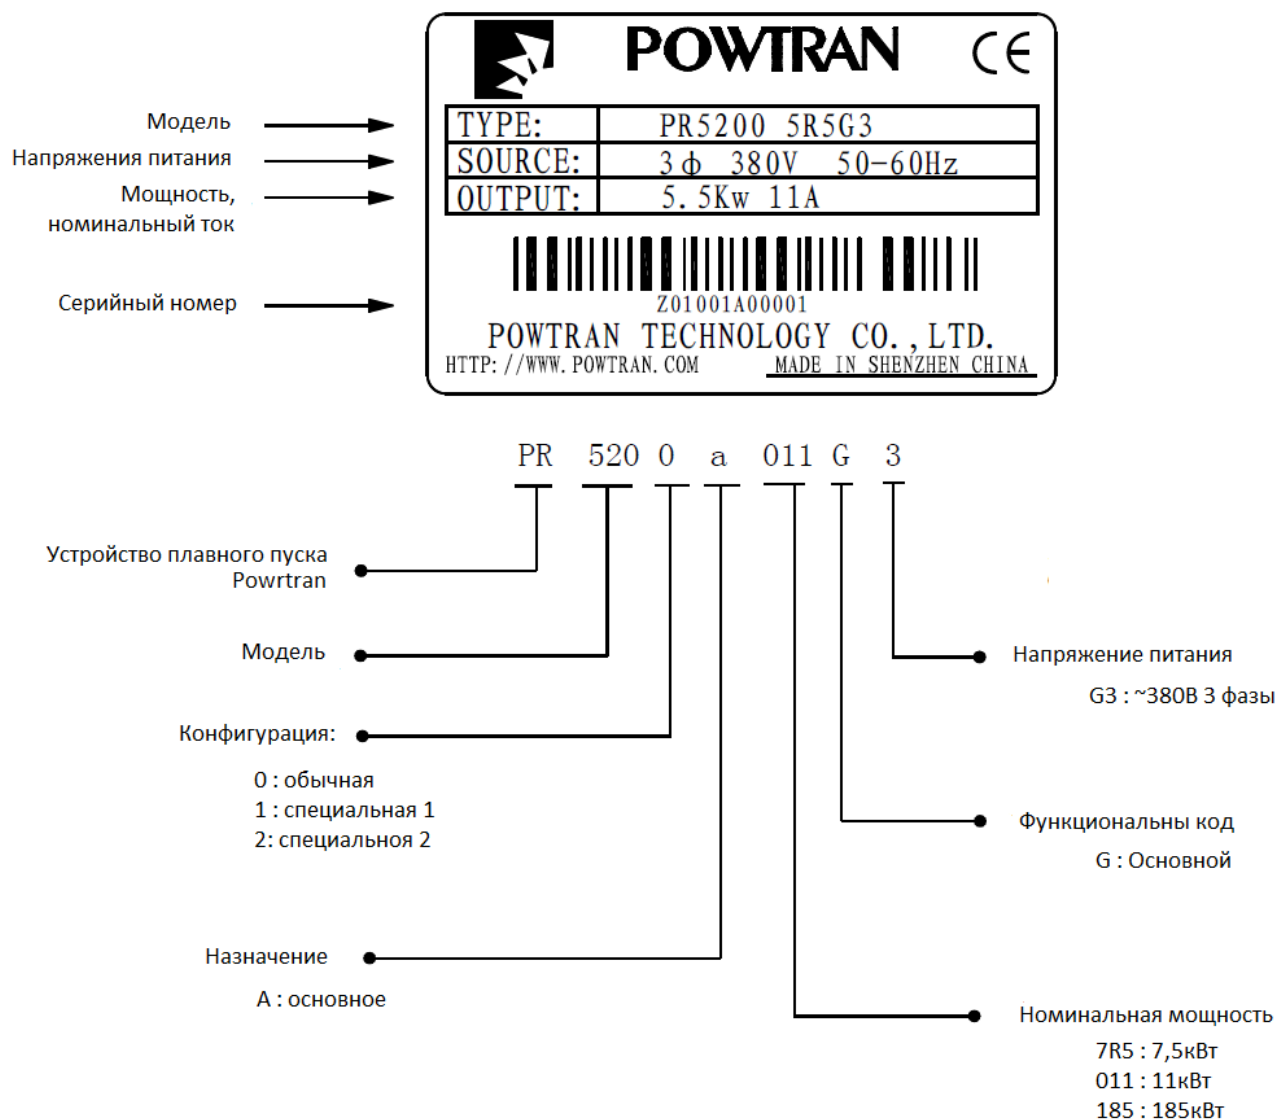 POWTRAN CE
Модель
TYPE: PR5200 5R5G3
Напряжения питания
SOURCE: 3ф 380V 50-60Hz
Мощность,
номинальный ток
OUTPUT: 5.5Kw 11A
Серийный номер
Z01001A00001
POWTRAN TECHNOLOGY CO.,LTD.
HTTP://WWW.POWTRAN.COM MADE IN SHENZHEN CHINA
PR 520 0 a 011 G 3
Устройство плавного пуска
Powrtran
Модель
Напряжение питания
G3 : ~380В 3 фазы
Конфигурация:
0 : обычная
1 : специальная 1
2: специальноя 2
Функциональны код
G : Основной
Назначение
A : основное
Номинальная мощность
7R5 : 7,5кВт
011 : 11кВт
185 : 185кВт